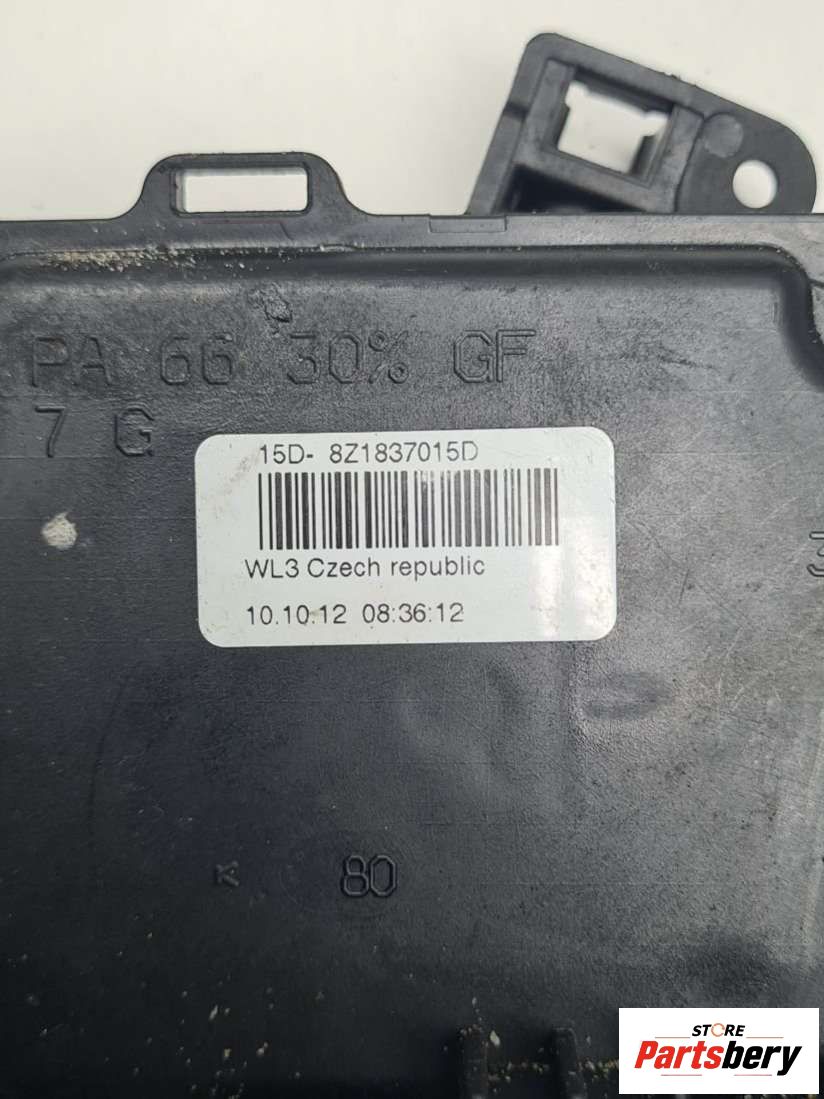 PA 66 30% GF
7 G
15D- 8Z1837015D
WL3 Czech republic
10.10.12 08:36:12
80
STORE
Partsbery